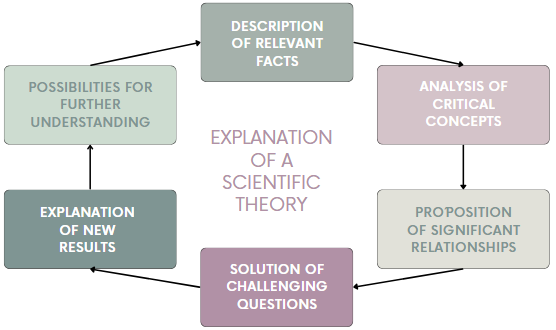 DESCRIPTION
OF RELEVANT
FACTS
ANALYSIS OF
CRITICAL
CONCEPTS
PROPOSITION
OF SIGNIFICANT
RELATIONSHIPS
SOLUTION OF
CHALLENGING
QUESTIONS
EXPLANATION
OF NEW
RESULTS
POSSIBILITIES FOR
FURTHER
UNDERSTANDING
EXPLANATION
OF A
SCIENTIFIC
THEORY